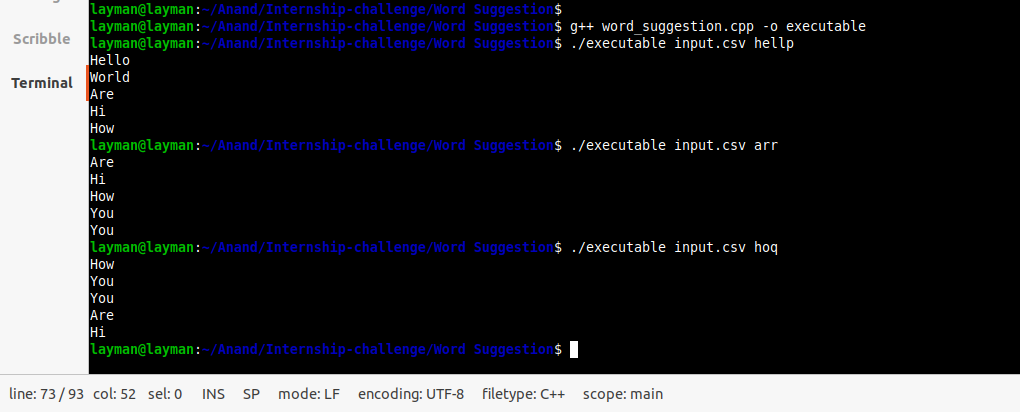 Scribble
Terminal
layman@layman:~/Anand/Internship-challenge/Word Suggestion$
layman@layman:~/Anand/Internship-challenge/Word Suggestion$ g++ word_suggestion.cpp -o executable
layman@layman:~/Anand/Internship-challenge/Word Suggestion$ ./executable input.csv hellp
Hello
World
Are
Hi
How
layman@layman:~/Anand/Internship-challenge/Word Suggestion$ ./executable input.csv arr
Are
Hi
How
You
You
layman@layman:~/Anand/Internship-challenge/Word Suggestion$ ./executable input.csv hoq
How
You
You
Are
Hi
layman@layman:~/Anand/Internship-challenge/Word Suggestion$
line: 73 / 93 col: 52 sel: 0 INS SP mode: LF encoding: UTF-8 filetype: C++ scope: main